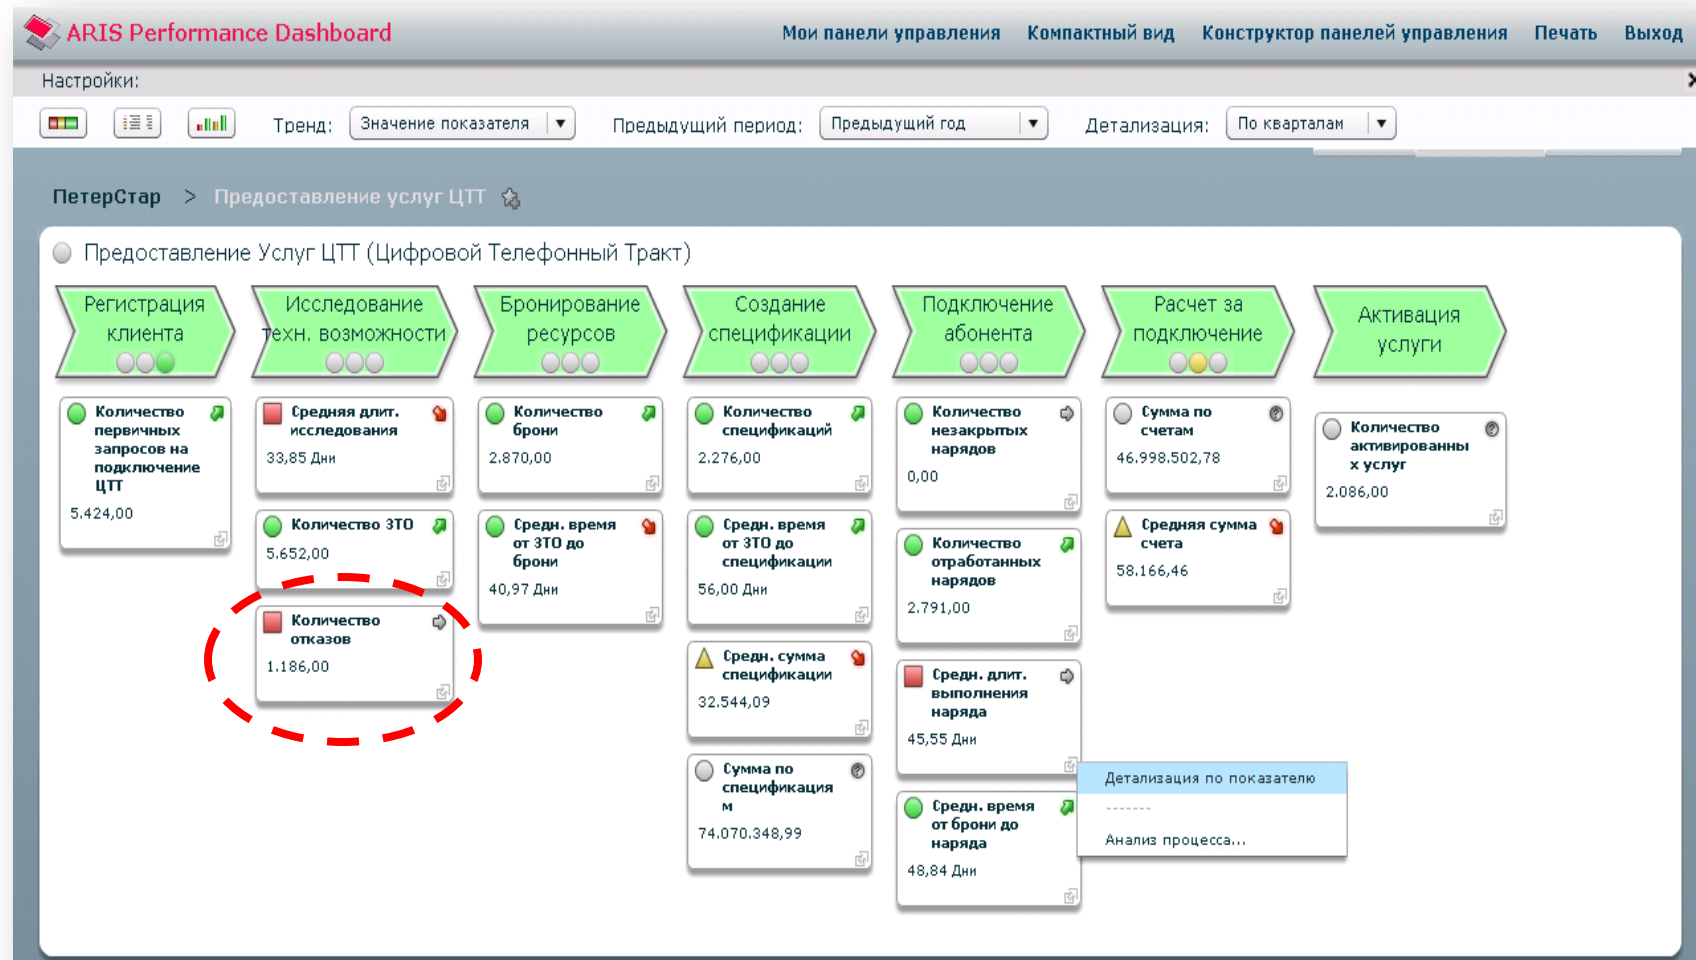 ARIS Performance Dashboard
Мои панели управления Компактный вид Конструктор панелей управления Печать Выход
Настройки:
Тренд: Значение показателя Предыдущий период: Предыдущий год Детализация: По кварталам
ПетерСтар > Предоставление услуг ЦТТ
Предоставление Услуг ЦТТ (Цифровой Телефонный Тракт)
Регистрация
клиента
Исследование
техн. возможности
Бронирование
ресурсов
Создание
спецификации
Подключение
абонента
Расчет за
подключение
Активация
услуги
Количество
первичных
запросов на
подключение
ЦТТ
5.424,00
Средняя длит.
исследования
33,85 Дни
Количество ЗТО
5.652,00
Количество
отказов
1.186,00
Количество
брони
2.870,00
Средн. время
от ЗТО до
брони
40,97 Дни
Количество
спецификаций
2.276,00
Средн. время
от ЗТО до
спецификации
56,00 Дни
Средн. сумма
спецификации
32.544,09
Сумма по
спецификация
м
74.070.348,99
Количество
незакрытых
нарядов
0,00
Количество
отработанных
нарядов
2.791,00
Средн. длит.
выполнения
наряда
45,55 Дни
Средн. время
от брони до
наряда
48,84 Дни
Сумма по
счетам
46.998.502,78
Средняя сумма
счета
58.166,46
Количество
активированны
х услуг
2.086,00
Детализация по показателю
-------
Анализ процесса...